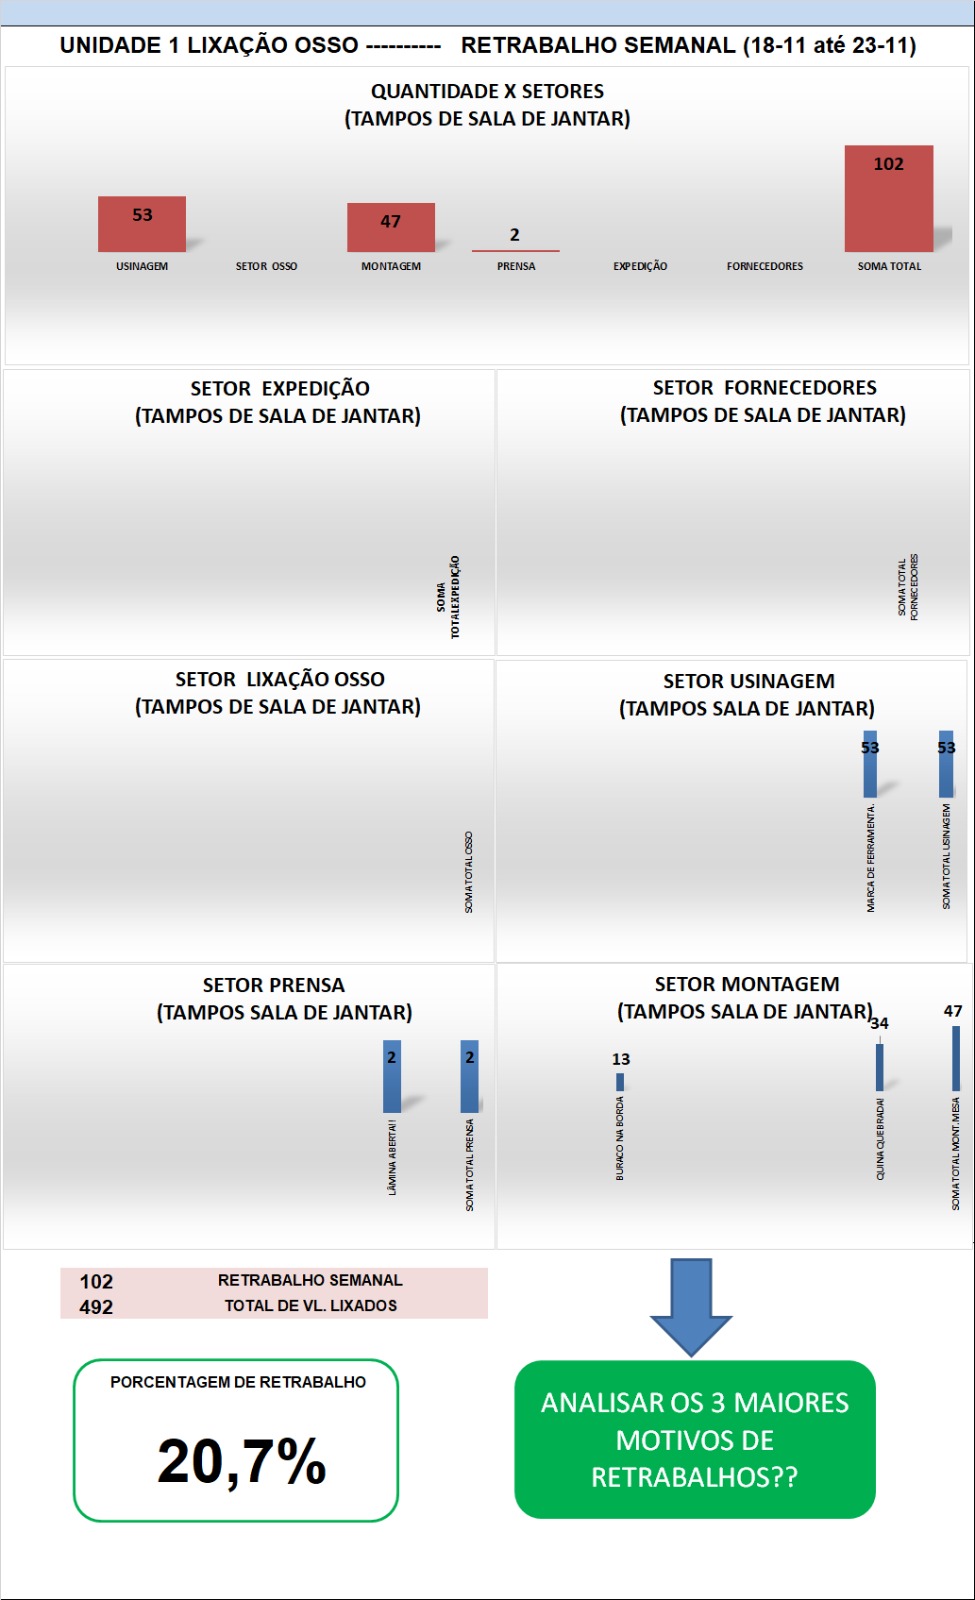 UNIDADE 1 LIXAÇÃO OSSO ---------- RETRABALHO SEMANAL (18-11 até 23-11)
QUANTIDADE X SETORES
(TAMPOS DE SALA DE JANTAR)
53
47
2
102
USINAGEM
SETOR OSSO
MONTAGEM
PRENSA
EXPEDIÇÃO
FORNECEDORES
SOMA TOTAL
SETOR EXPEDIÇÃO
(TAMPOS DE SALA DE JANTAR)
SOMA
TOTALEXPEDIÇÃO
SETOR FORNECEDORES
(TAMPOS DE SALA DE JANTAR)
SOMA TOTAL
FORNECEDORES
SETOR LIXAÇÃO OSSO
(TAMPOS DE SALA DE JANTAR)
SOMA TOTAL OSSO
SETOR USINAGEM
(TAMPOS SALA DE JANTAR)
53
53
MARCA DE FERRAMENTA.
SOMA TOTAL USINAGEM
SETOR PRENSA
(TAMPOS SALA DE JANTAR)
2
2
LÂMINA ABERTA!!
SOMA TOTAL PRENSA
SETOR MONTAGEM
(TAMPOS SALA DE JANTAR)
13
34
47
BURACO NA BORDA
QUINA QUEBRADA!
SOMA TOTAL MONT.MESA
102 RETRABALHO SEMANAL
492 TOTAL DE VL. LIXADOS
PORCENTAGEM DE RETRABALHO
20,7%
ANALISAR OS 3 MAIORES
MOTIVOS DE
RETRABALHOS??